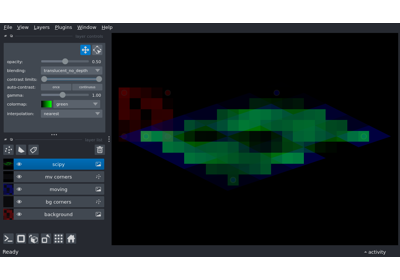 File View Layers Plugins Window Help
opacity: 0.50
blending: translucent_no_depth
contrast limits:
auto-contrast: once continuous
gamma: 1.00
colormap: green
interpolation: nearest
scipy
mv corners
moving
bg corners
background
Ready activity